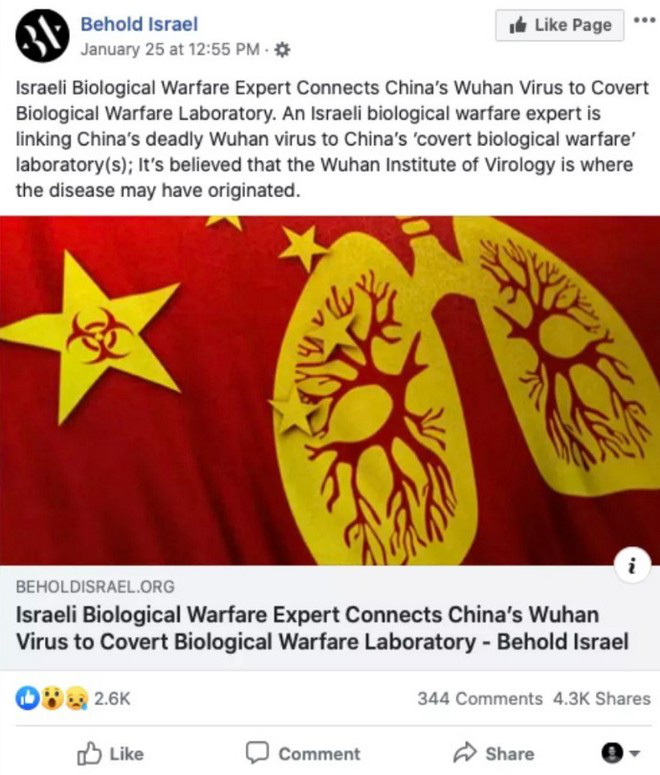 Behold Israel
January 25 at 12:55 PM ·
Like Page
Israeli Biological Warfare Expert Connects China's Wuhan Virus to Covert
Biological Warfare Laboratory. An Israeli biological warfare expert is
linking China's deadly Wuhan virus to China's ‘covert biological warfare’
laboratory(s); It's believed that the Wuhan Institute of Virology is where
the disease may have originated.
i
BEHOLDISRAEL.ORG
Israeli Biological Warfare Expert Connects China's Wuhan
Virus to Covert Biological Warfare Laboratory - Behold Israel
2.6K
344 Comments 4.3K Shares
Like
Comment
Share